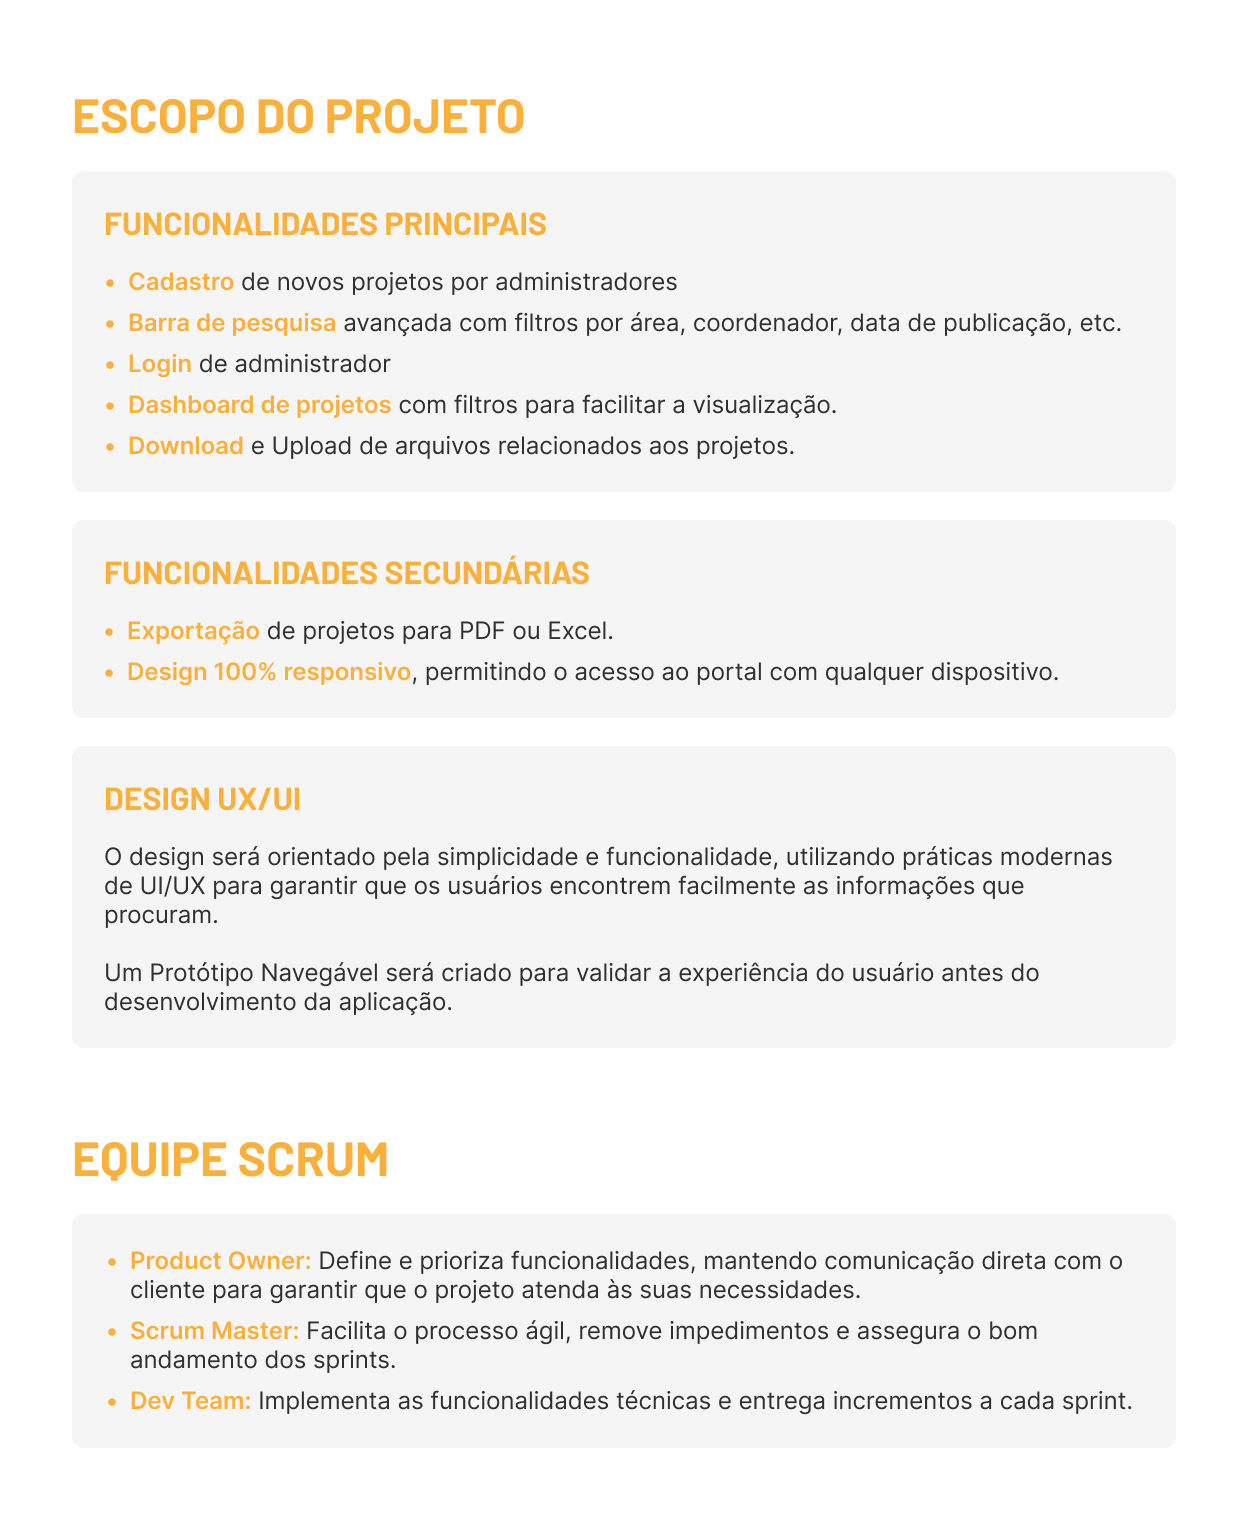 ESCOPO DO PROJETO
FUNCIONALIDADES PRINCIPAIS
• Cadastro de novos projetos por administradores
• Barra de pesquisa avançada com filtros por área, coordenador, data de publicação, etc.
• Login de administrador
• Dashboard de projetos com filtros para facilitar a visualização.
• Download e Upload de arquivos relacionados aos projetos.
FUNCIONALIDADES SECUNDÁRIAS
• Exportação de projetos para PDF ou Excel.
• Design 100% responsivo, permitindo o acesso ao portal com qualquer dispositivo.
DESIGN UX/UI
O design será orientado pela simplicidade e funcionalidade, utilizando práticas modernas
de UI/UX para garantir que os usuários encontrem facilmente as informações que
procuram.
Um Protótipo Navegável será criado para validar a experiência do usuário antes do
desenvolvimento da aplicação.
EQUIPE SCRUM
• Product Owner: Define e prioriza funcionalidades, mantendo comunicação direta com o
cliente para garantir que o projeto atenda às suas necessidades.
• Scrum Master: Facilita o processo ágil, remove impedimentos e assegura o bom
andamento dos sprints.
• Dev Team: Implementa as funcionalidades técnicas e entrega incrementos a cada sprint.